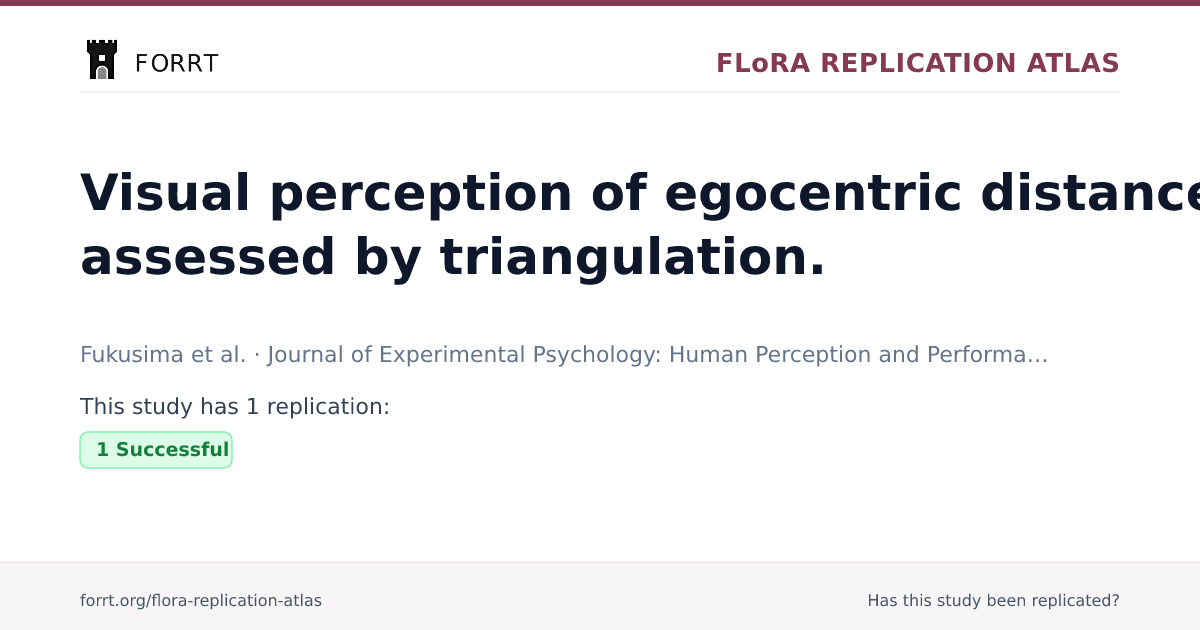 FORRT
FLoRA REPLICATION ATLAS
Visual perception of egocentric distance
assessed by triangulation.
Fukusima et al. · Journal of Experimental Psychology: Human Perception and Performa...
This study has 1 replication:
1 Successful
forrt.org/flora-replication-atlas
Has this study been replicated?